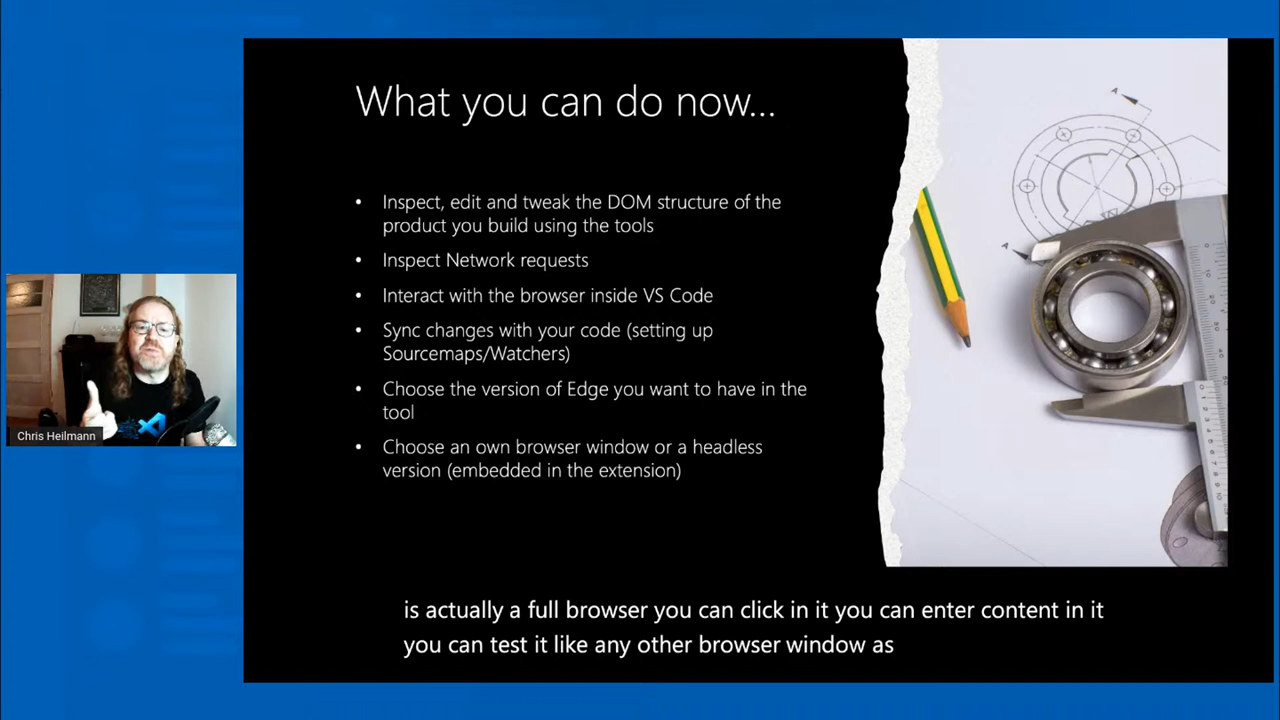 What you can do now...
• Inspect, edit and tweak the DOM structure of the
product you build using the tools
• Inspect Network requests
• Interact with the browser inside VS Code
• Sync changes with your code (setting up
Sourcemaps/Watchers)
• Choose the version of Edge you want to have in the
tool
• Choose an own browser window or a headless
version (embedded in the extension)
A
A
Chris Heilmann
is actually a full browser you can click in it you can enter content in it
you can test it like any other browser window as